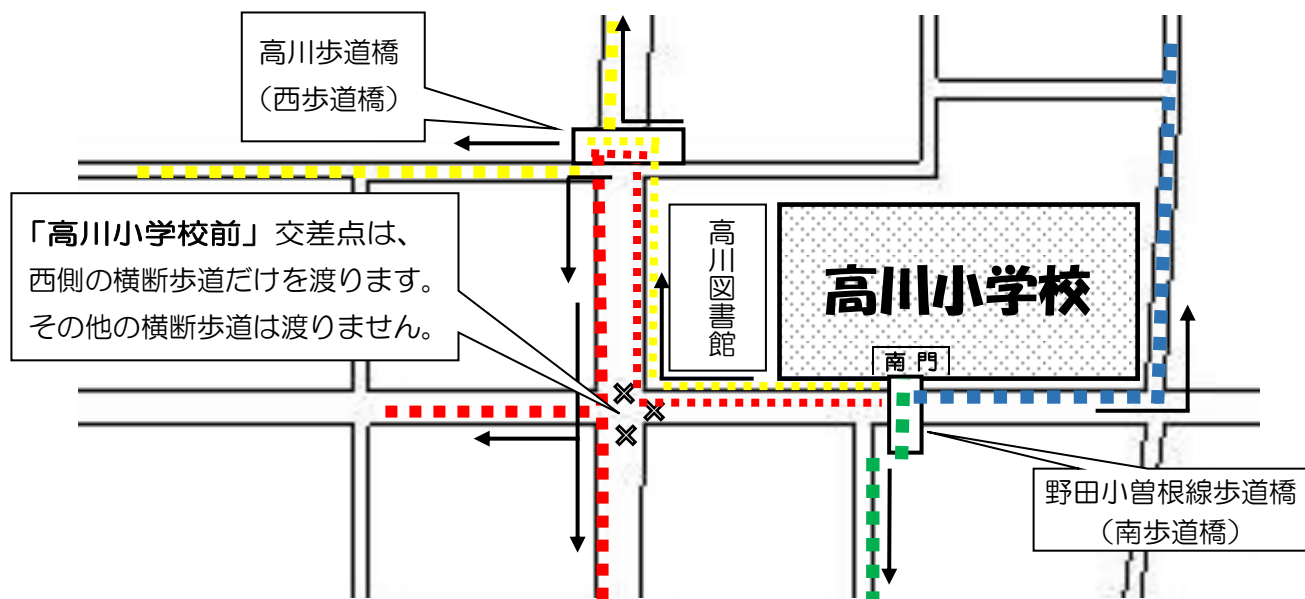 高川歩道橋
（西歩道橋）
「高川小学校前」交差点は、
西側の横断歩道だけを渡ります。
その他の横断歩道は渡りません。
高川図書館
高川小学校
南門
野田小曽根線歩道橋
（南歩道橋）